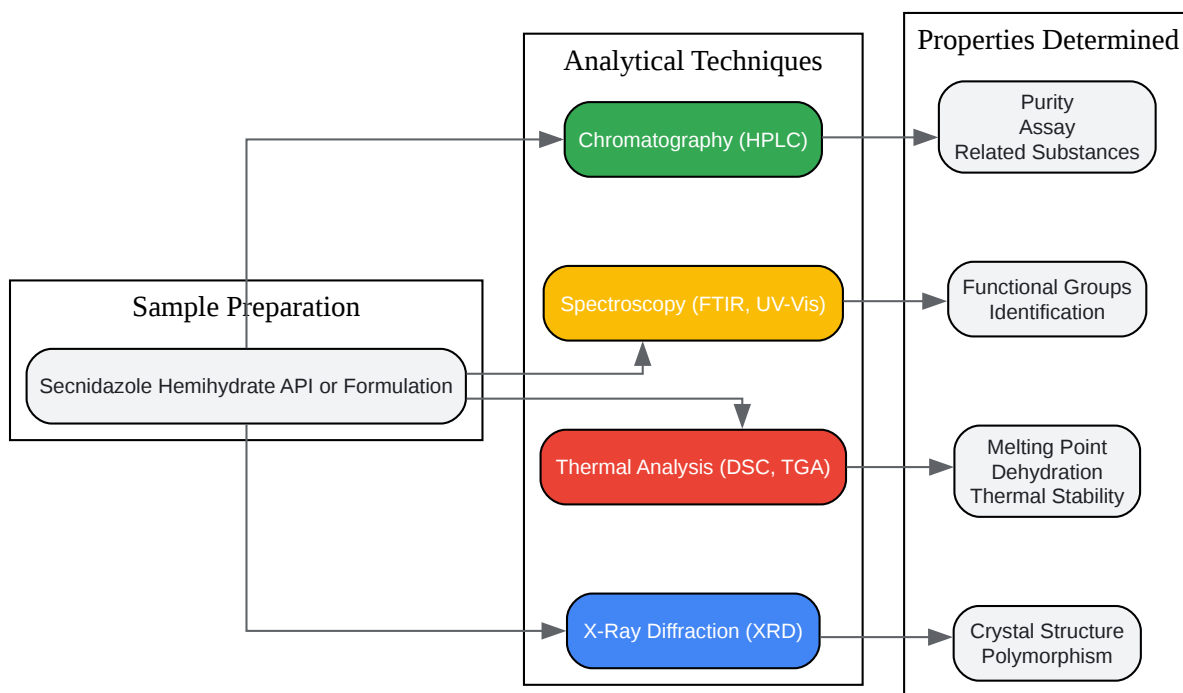 Sample Preparation
Secnidazole Hemihydrate API or Formulation
Analytical Techniques
Chromatography (HPLC)
Spectroscopy (FTIR, UV-Vis)
Thermal Analysis (DSC, TGA)
X-Ray Diffraction (XRD)
Properties Determined
Purity
Assay
Related Substances
Functional Groups
Identification
Melting Point
Dehydration
Thermal Stability
Crystal Structure
Polymorphism